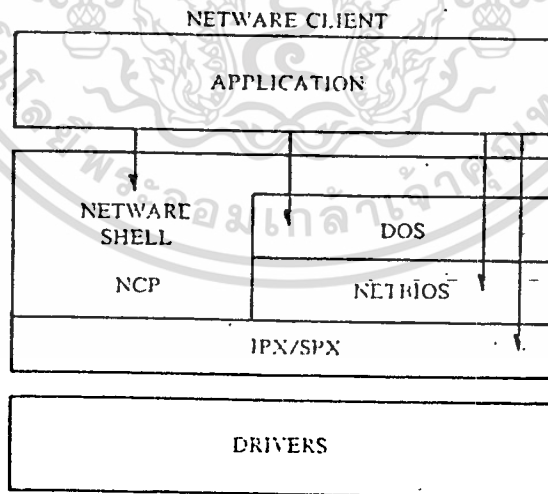 NETWARE CLIENT
APPLICATION
NETWARE
SHELL
DOS
NCP
NETBIOS
IPX/SPX
DRIVERS